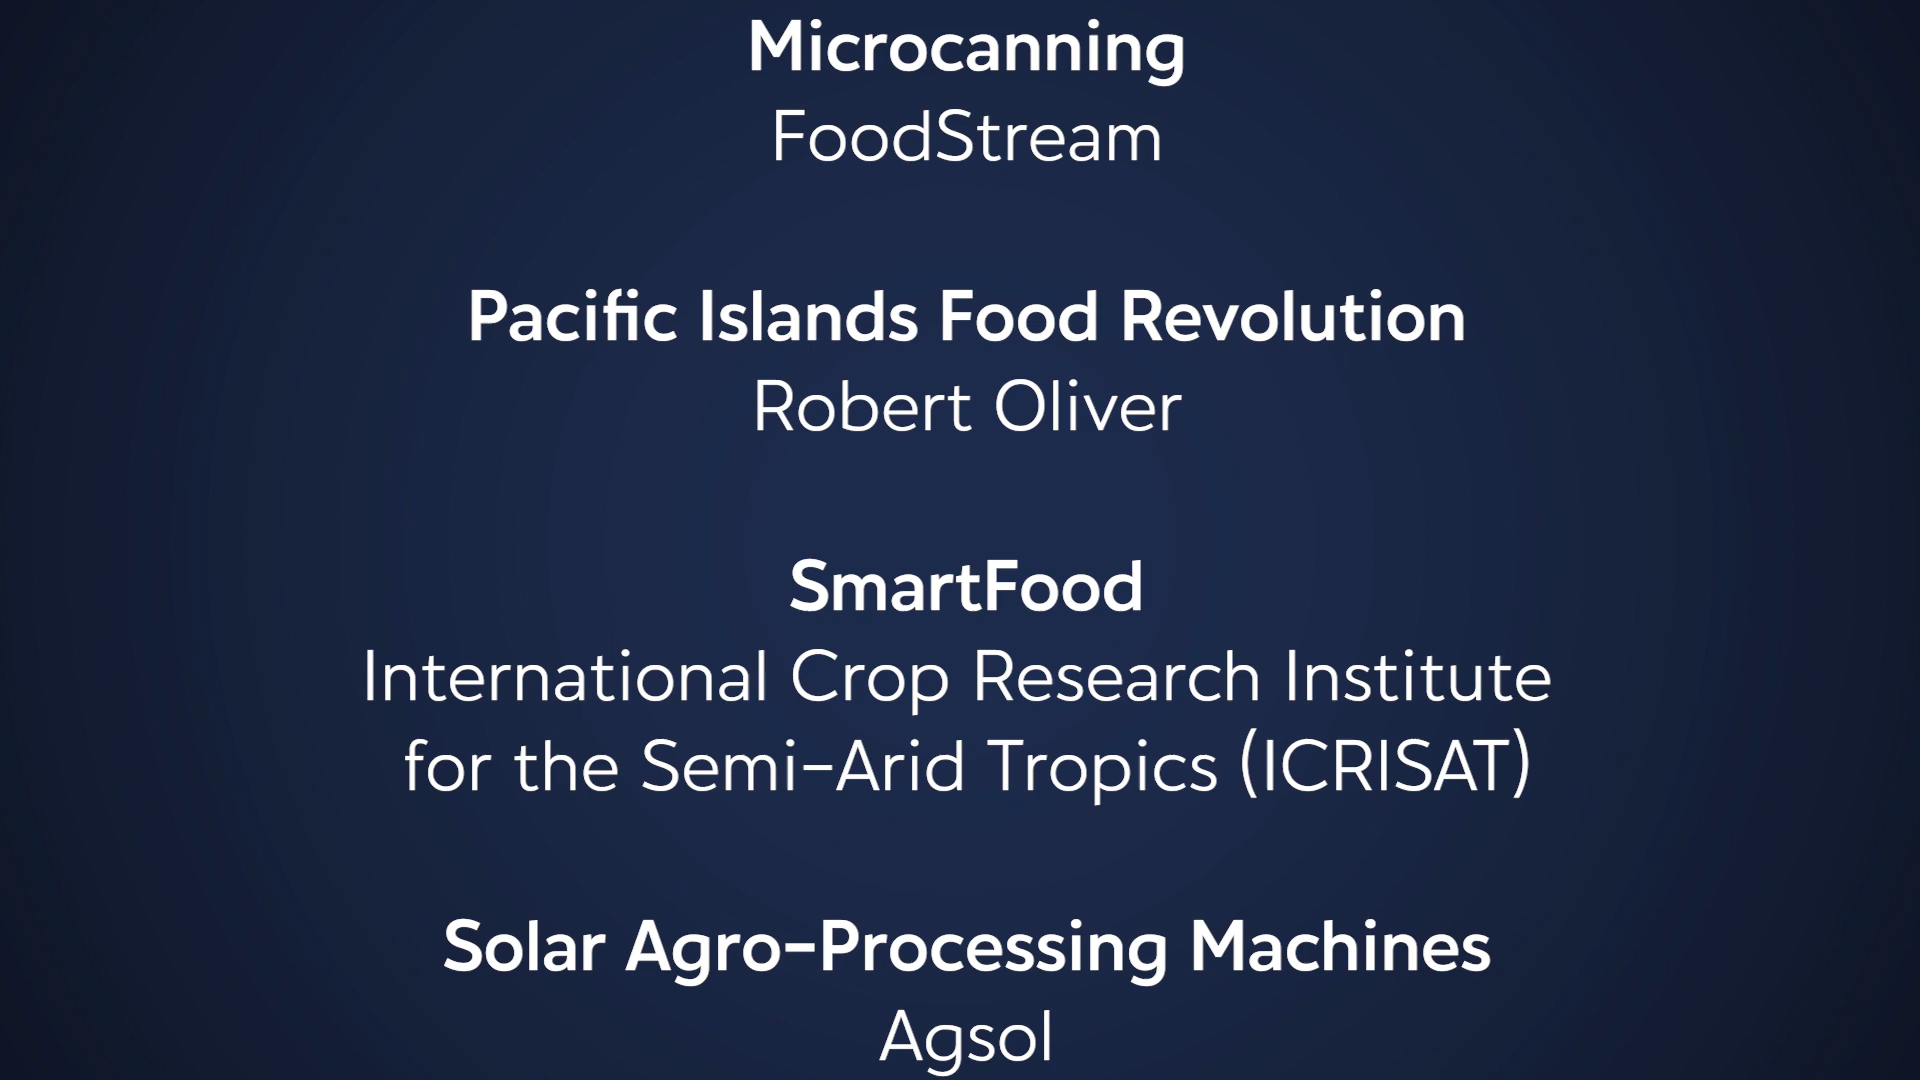 Microcanning
FoodStream
Pacific Islands Food Revolution
Robert Oliver
SmartFood
International Crop Research Institute
for the Semi-Arid Tropics (ICRISAT)
Solar Agro-Processing Machines
Agsol